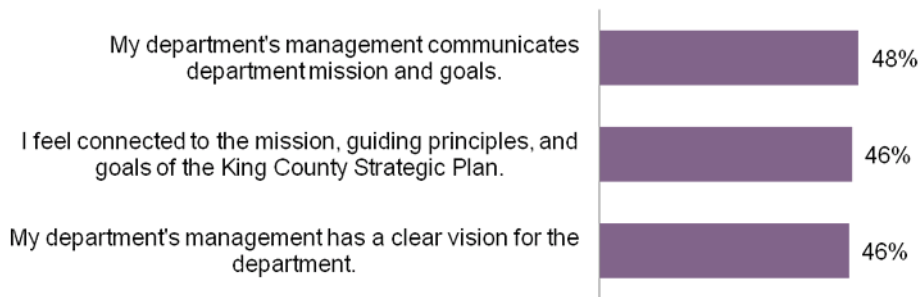 My department's management communicates
department mission and goals.
48%
I feel connected to the mission, guiding principles, and
goals of the King County Strategic Plan.
46%
My department's management has a clear vision for the
department.
46%